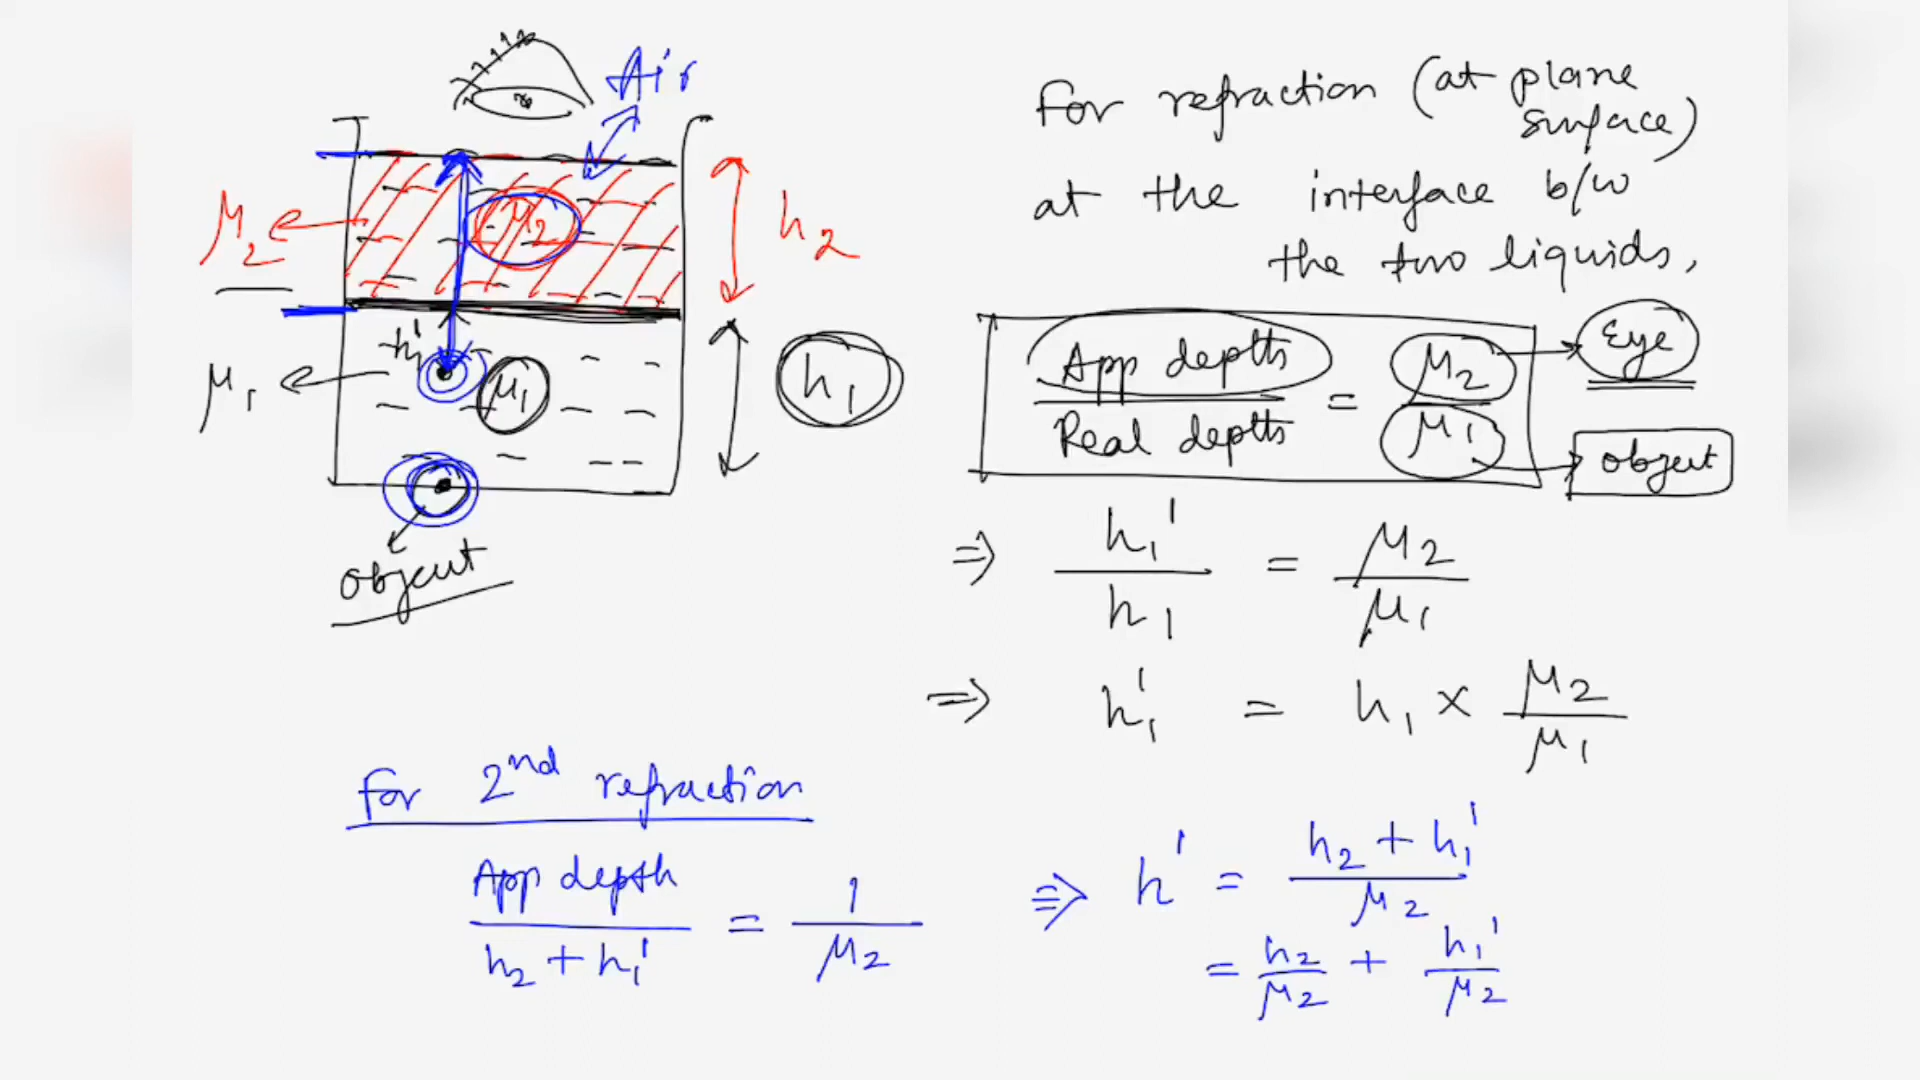 Air
μ2
μ2
h2
h1'
μ1
μ1
h1
object
For refraction (at plane surface)
at the interface b/w
the two liquids,
App depth / Real depth = μ2 / μ1
Eye
object
⇒ h1' / h1 = μ2 / μ1
⇒ h1' = h1 × μ2 / μ1
For 2nd refraction
App depth / h2 + h1' = 1 / μ2
⇒ h' = h2 + h1' / μ2
= h2 / μ2 + h1' / μ2